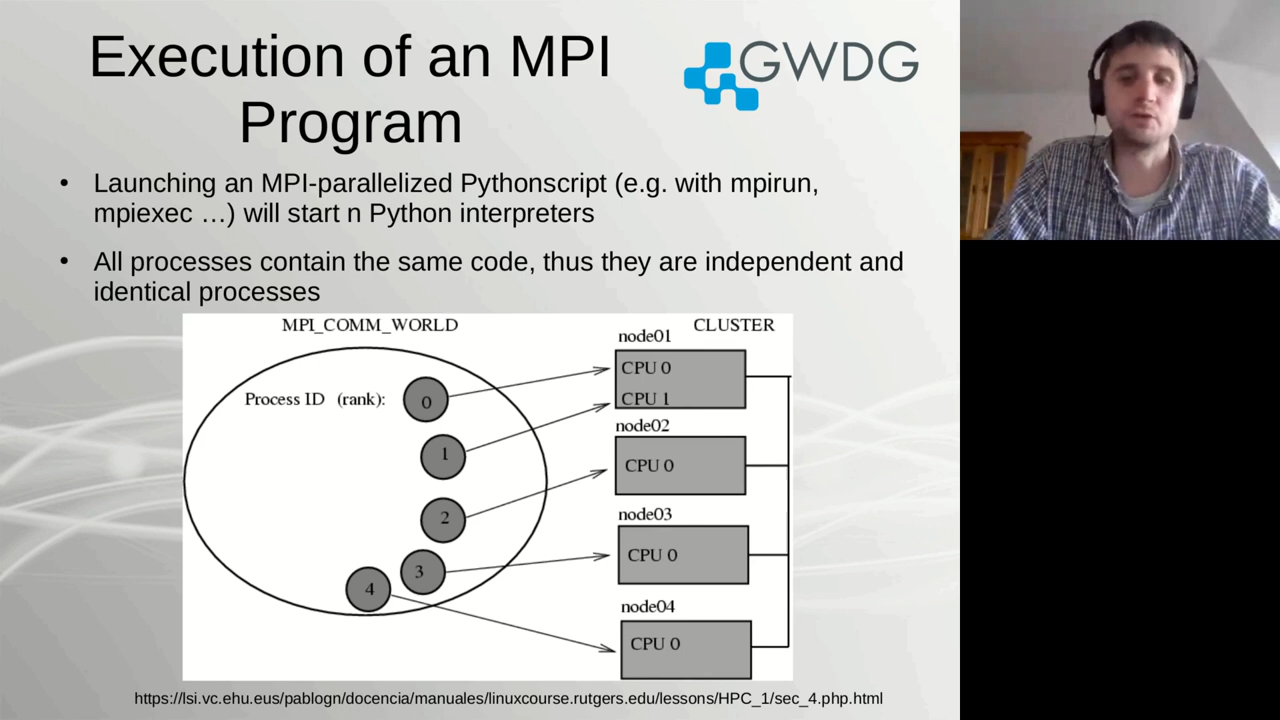 Execution of an MPI
Program
GWDG
• Launching an MPI-parallelized Pythonscript (e.g. with mpirun,
mpiexec …) will start n Python interpreters
• All processes contain the same code, thus they are independent and
identical processes
MPI_COMM_WORLD
CLUSTER
node01
CPU 0
CPU 1
Process ID (rank):
0
1
2
3
4
node02
CPU 0
node03
CPU 0
node04
CPU 0
https://lsi.vc.ehu.eus/pablogn/docencia/manuales/linuxcourse.rutgers.edu/lessons/HPC_1/sec_4.php.html